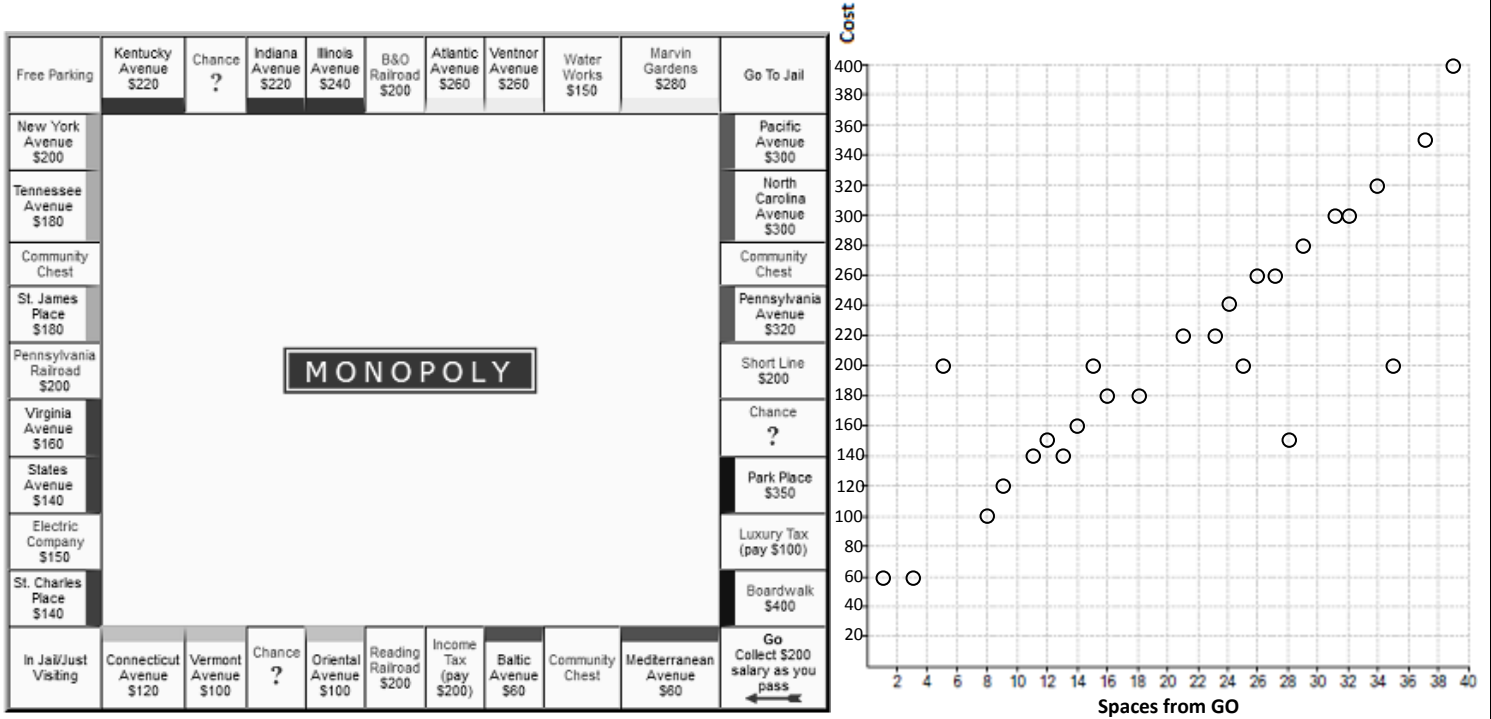 Free Parking
Kentucky
Avenue
$220
Chance
?
Indiana
Avenue
$220
Illinois
Avenue
$240
B&O
Railroad
$200
Atlantic
Avenue
$260
Ventnor
Avenue
$260
Water
Works
$150
Marvin
Gardens
$280
Go To Jail
New York
Avenue
$200
Tennessee
Avenue
$180
Community
Chest
St. James
Place
$180
Pennsylvania
Railroad
$200
Virginia
Avenue
$160
States
Avenue
$140
Electric
Company
$150
St. Charles
Place
$140
MONOPOLY
Pacific
Avenue
$300
North
Carolina
Avenue
$300
Community
Chest
Pennsylvania
Avenue
$320
Short Line
$200
Chance
?
Park Place
$350
Luxury Tax
(pay $100)
Boardwalk
$400
In Jail/Just
Visiting
Connecticut
Avenue
$120
Vermont
Avenue
$100
Chance
?
Oriental
Avenue
$100
Reading
Railroad
$200
Income
Tax
(pay
$200)
Baltic
Avenue
$60
Community
Chest
Mediterranean
Avenue
$60
Go
Collect $200
salary as you
pass
Cost
400
380
360
340
320
300
280
260
240
220
200
180
160
140
120
100
80
60
40
20
2 4 6 8 10 12 14 16 18 20 22 24 26 28 30 32 34 36 38 40
Spaces from GO